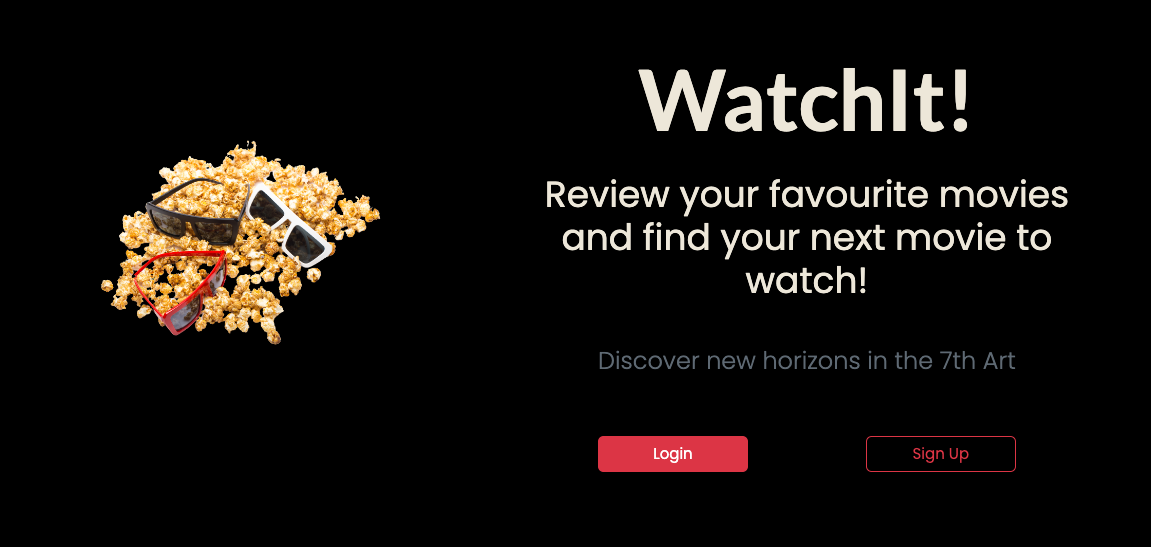 WatchIt!
Review your favourite movies
and find your next movie to
watch!
Discover new horizons in the 7th Art
Login
Sign Up